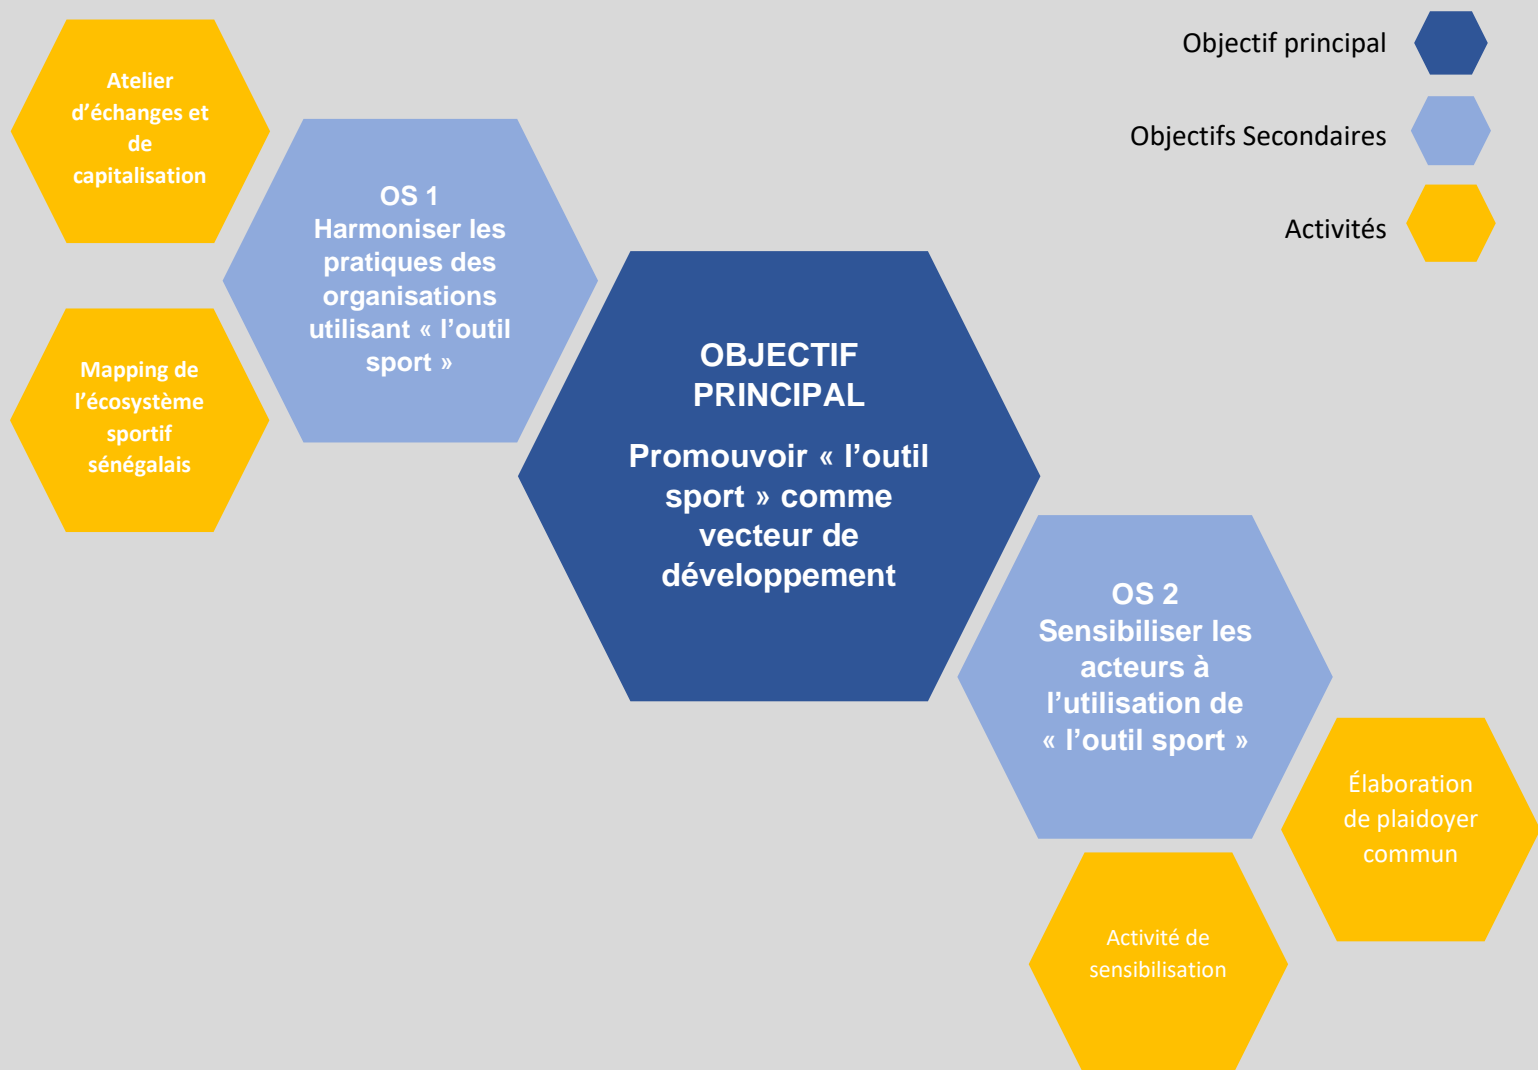 Objectif principal
Objectifs Secondaires
Activités
Atelier
d’échanges et
de
capitalisation
OS 1
Harmoniser les
pratiques des
organisations
utilisant « l’outil
sport »
Mapping de
l’écosystème
sportif
sénégalais
OBJECTIF
PRINCIPAL
Promouvoir « l’outil
sport » comme
vecteur de
développement
OS 2
Sensibiliser les
acteurs à
l’utilisation de
« l’outil sport »
Élaboration
de plaidoyer
commun
Activité de
sensibilisation